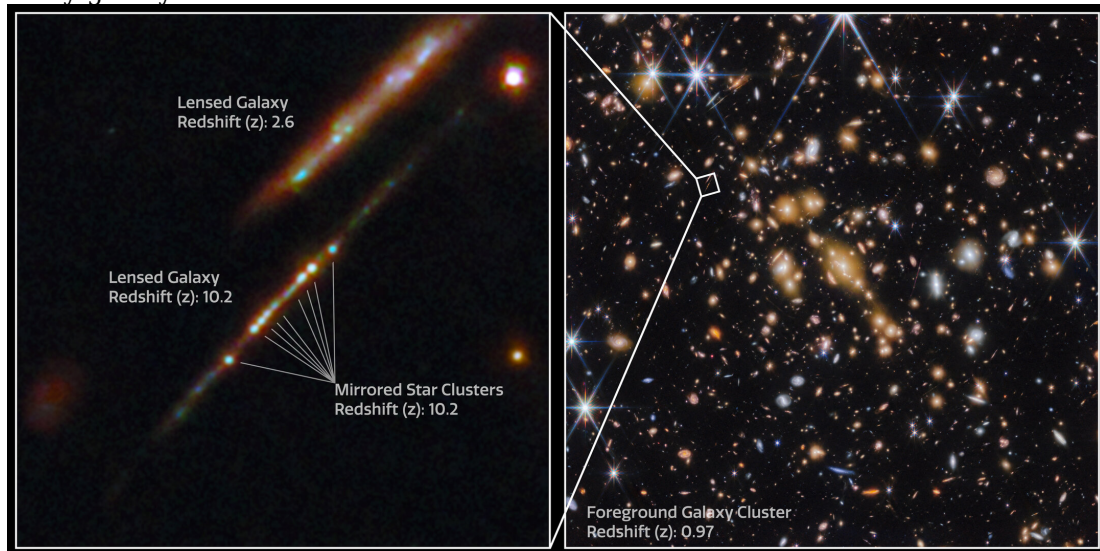 Lensed Galaxy
Redshift (z): 2.6
Lensed Galaxy
Redshift (z): 10.2
Mirrored Star Clusters
Redshift (z): 10.2
Foreground Galaxy Cluster
Redshift (z): 0.97